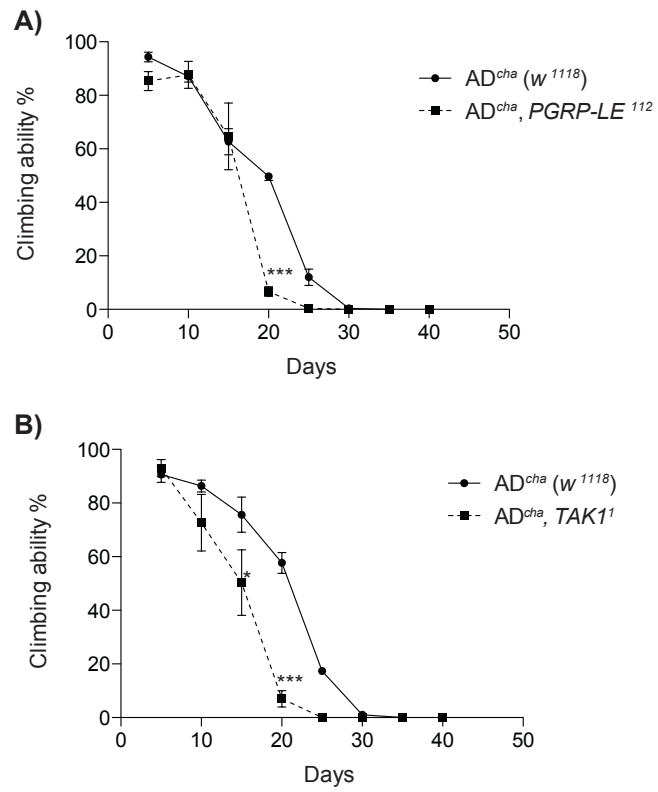 A)
100
80
60
40
20
0
0 10 20 30 40 50
Climbing ability %
Days
AD^cha (w^1118)
AD^cha, PGRP-LE^112
***
B)
100
80
60
40
20
0
0 10 20 30 40 50
Climbing ability %
Days
AD^cha (w^1118)
AD^cha, TAK1^1
*
***